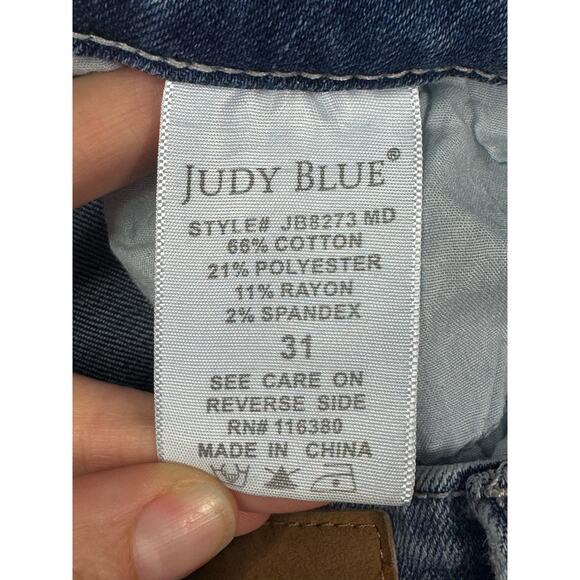 JUDY BLUE®
STYLE# JB8273 MD
66% COTTON
21% POLYESTER
11% RAYON
2% SPANDEX
31
SEE CARE ON
REVERSE SIDE
RN# 116380
MADE IN CHINA